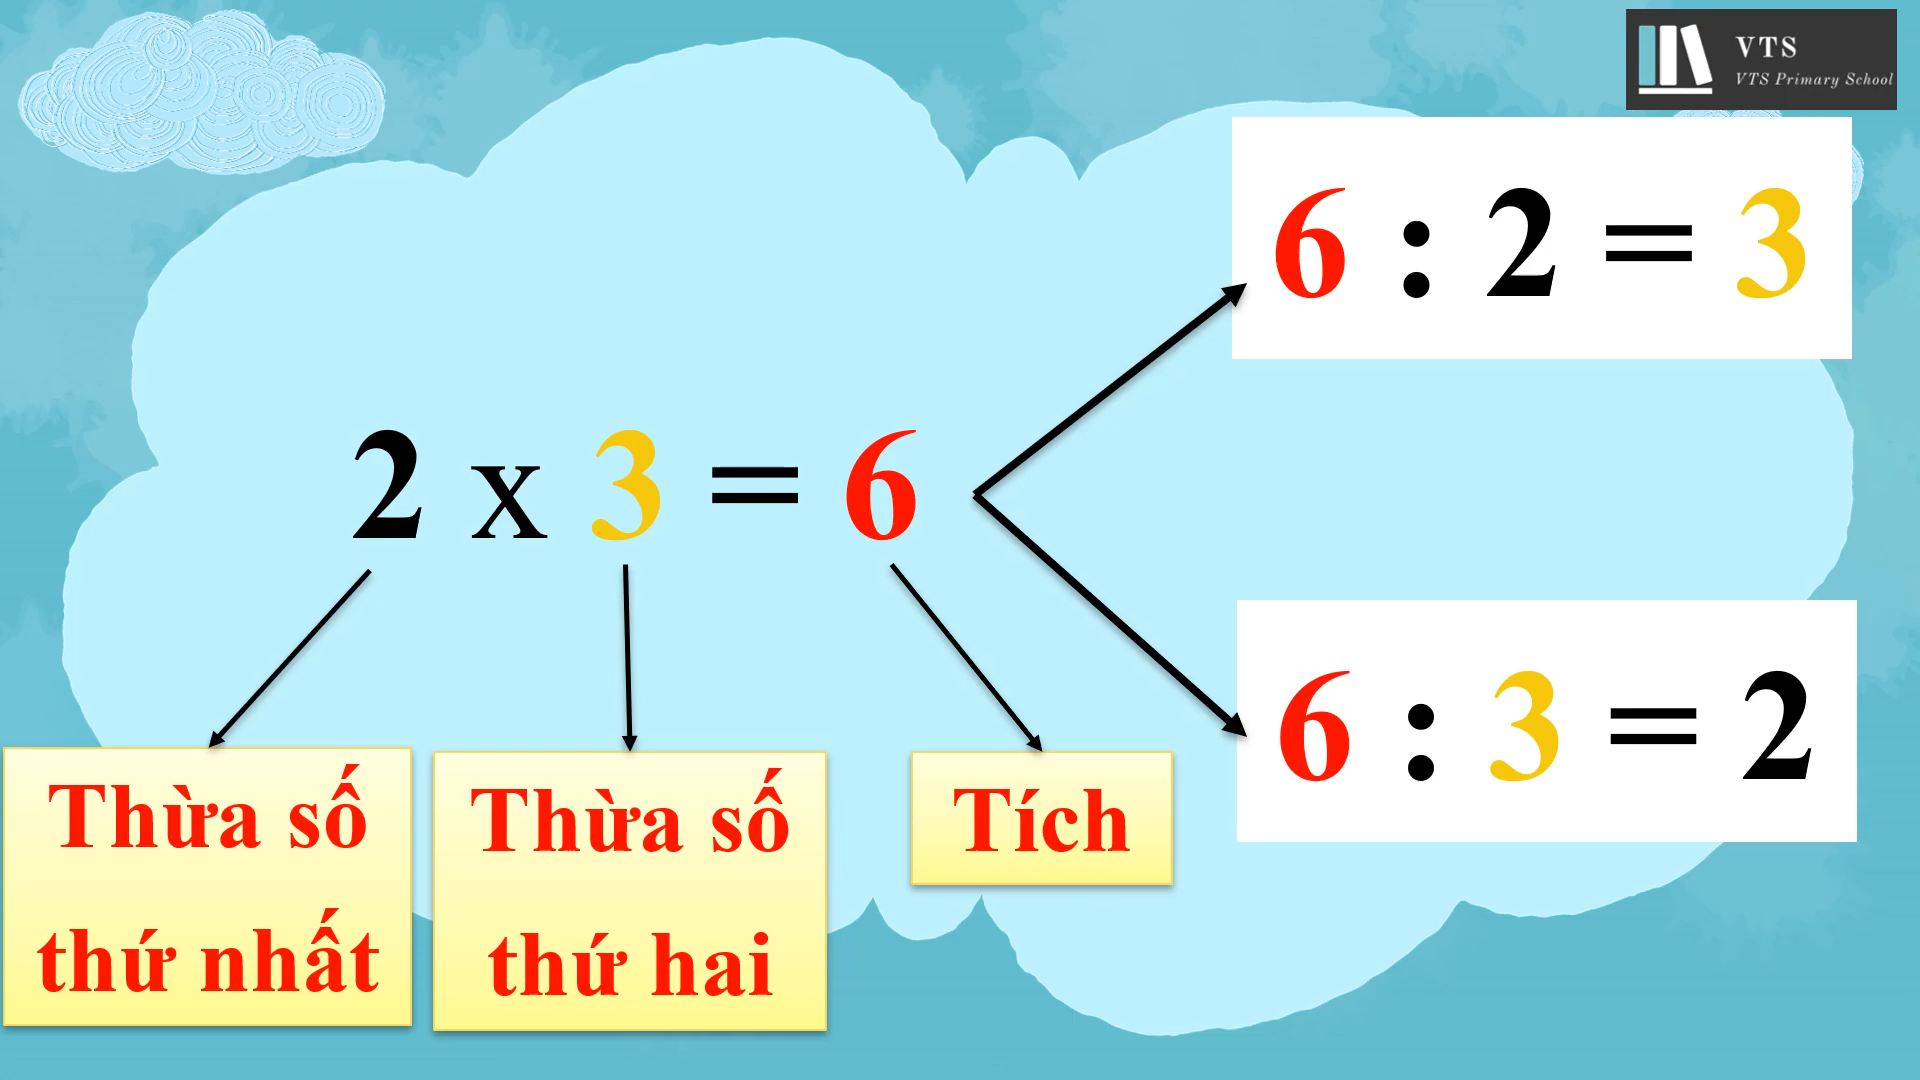 VTS
VTS Primary School
6 : 2 = 3
2 x 3 = 6
6 : 3 = 2
Thừa số
thứ nhất
Thừa số
thứ hai
Tích